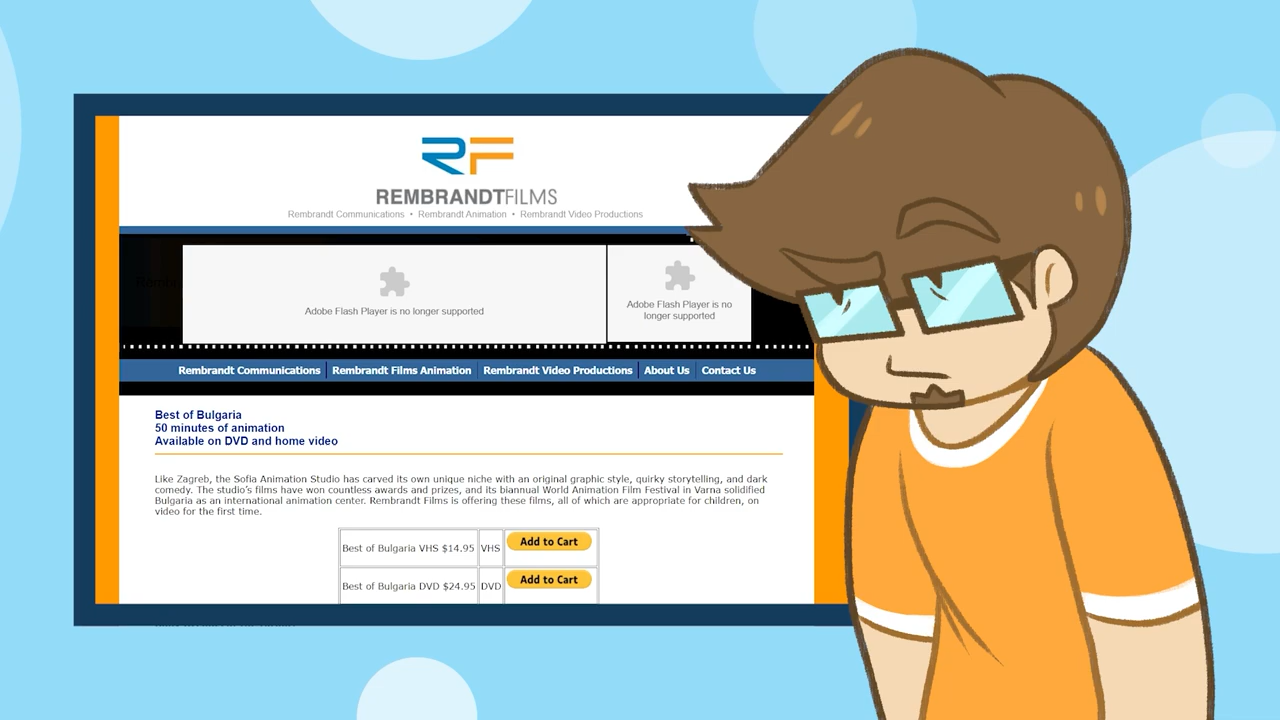 RF
REMBRANDTFILMS
Rembrandt Communications • Rembrandt Animation • Rembrandt Video Productions
Adobe Flash Player is no longer supported
Adobe Flash Player is no
longer supported
Rembrandt Communications
Rembrandt Films Animation
Rembrandt Video Productions
About Us
Contact Us
Best of Bulgaria
50 minutes of animation
Available on DVD and home video
Like Zagreb, the Sofia Animation Studio has carved its own unique niche with an original graphic style, quirky storytelling, and dark
comedy. The studio's films have won countless awards and prizes, and its biannual World Animation Film Festival in Varna solidified
Bulgaria as an international animation center. Rembrandt Films is offering these films, all of which are appropriate for children, on
video for the first time.
Best of Bulgaria VHS $14.95 VHS Add to Cart
Best of Bulgaria DVD $24.95 DVD Add to Cart